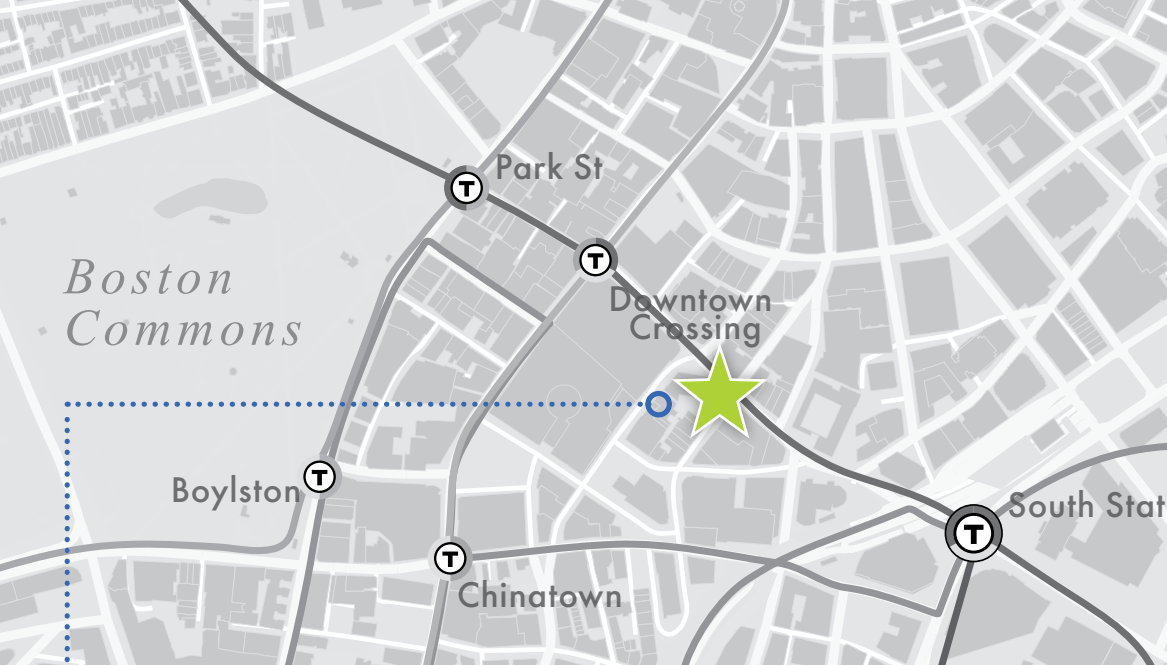 Park St
T
T
Boston
Commons
Downtown
Crossing
T
Boylston
South Stat
T
T
Chinatown